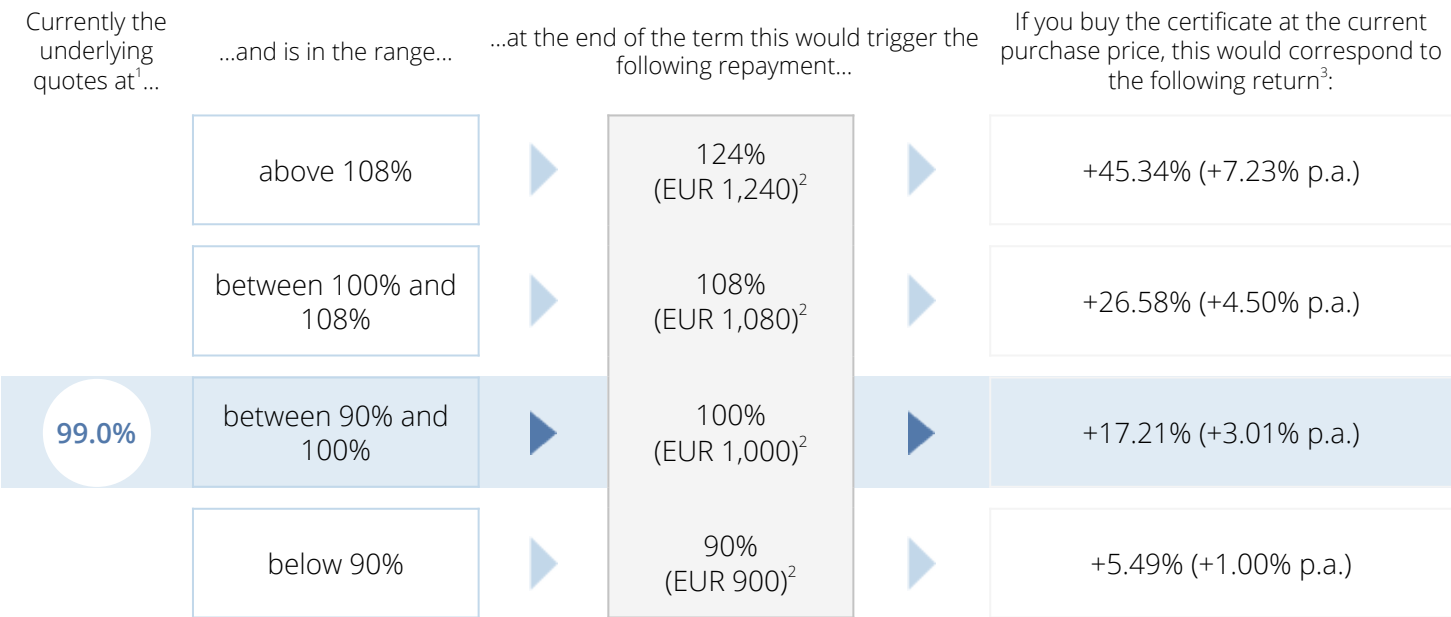 Currently the
underlying
quotes at¹...
...and is in the range...
...at the end of the term this would trigger the
following repayment...
If you buy the certificate at the current
purchase price, this would correspond to
the following return³:
above 108%
124%
(EUR 1,240)²
+45.34% (+7.23% p.a.)
between 100% and
108%
108%
(EUR 1,080)²
+26.58% (+4.50% p.a.)
99.0%
between 90% and
100%
100%
(EUR 1,000)²
+17.21% (+3.01% p.a.)
below 90%
90%
(EUR 900)²
+5.49% (+1.00% p.a.)